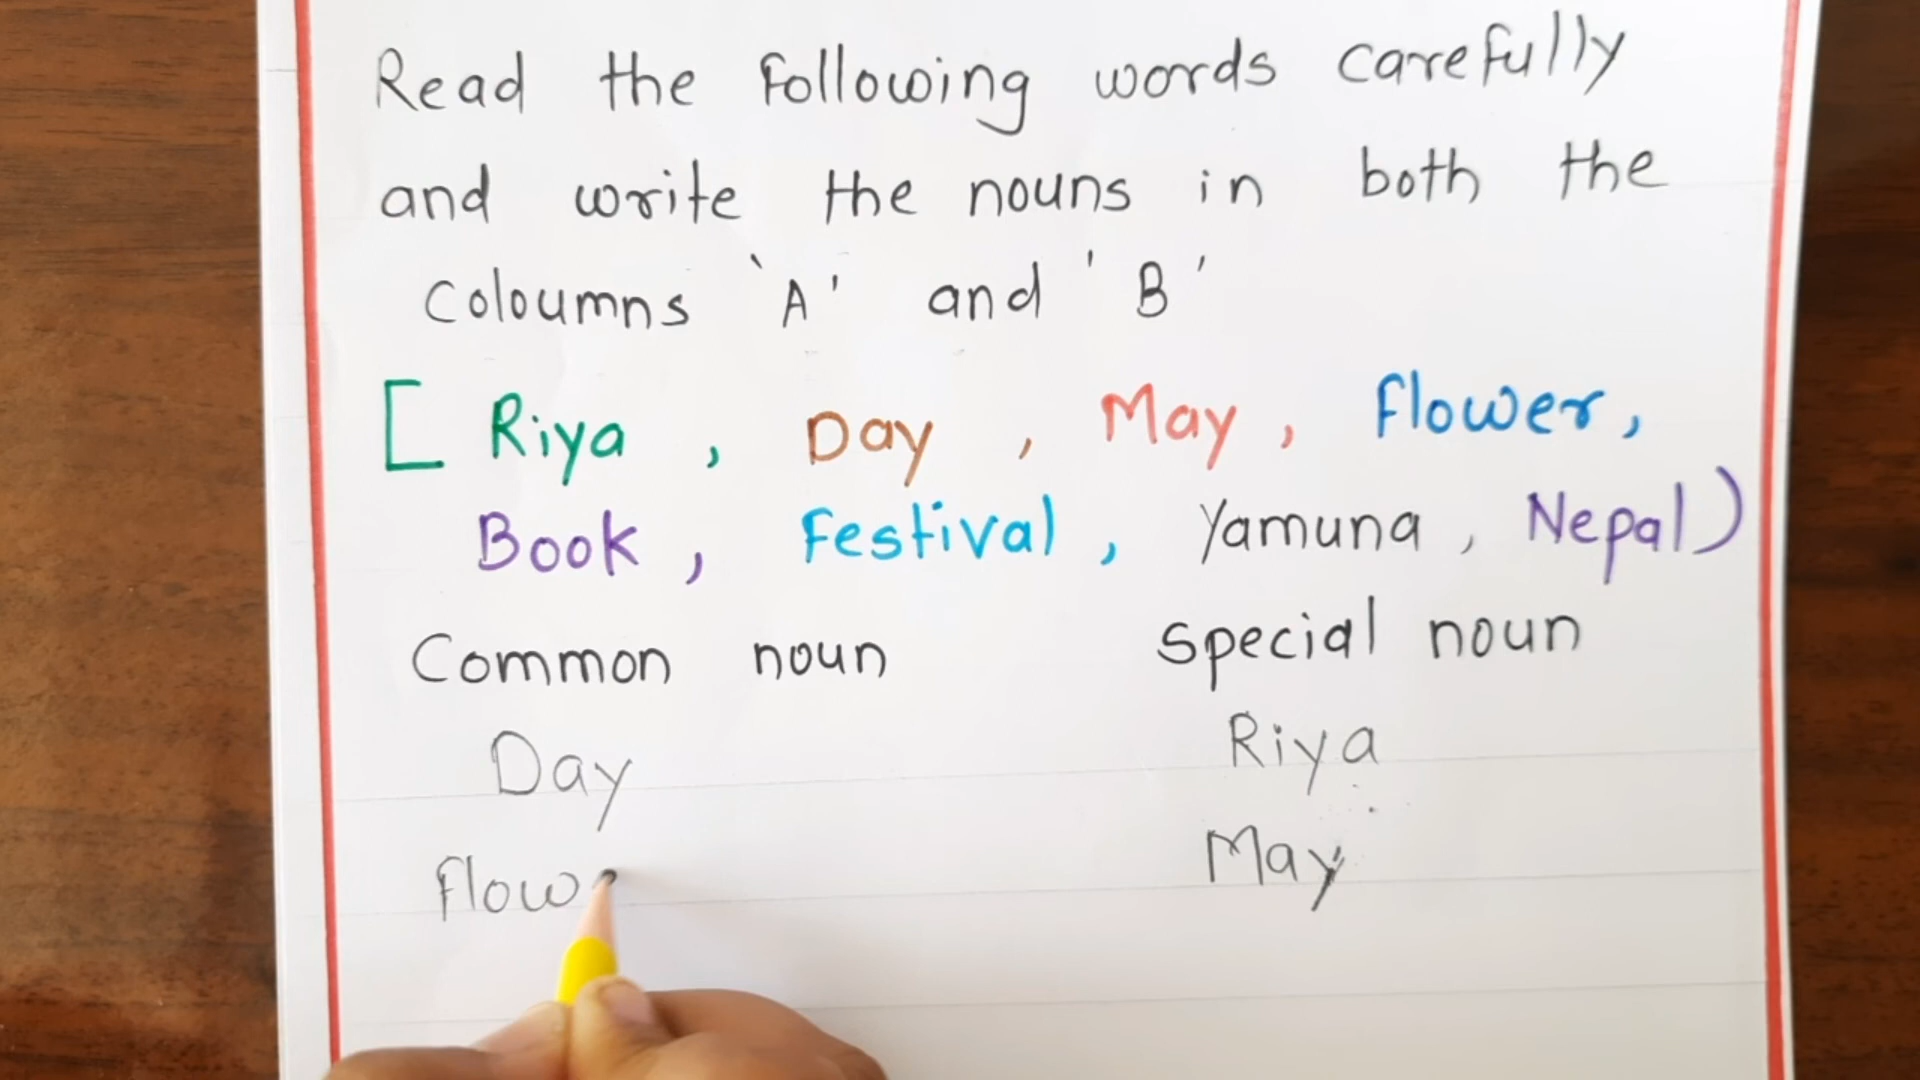 Read the following words carefully
and write the nouns in both the
Coloumns 'A' and 'B'
[ Riya , Day , May , flower,
Book , Festival , Yamuna , Nepal)
Common noun special noun
Day Riya
flow May